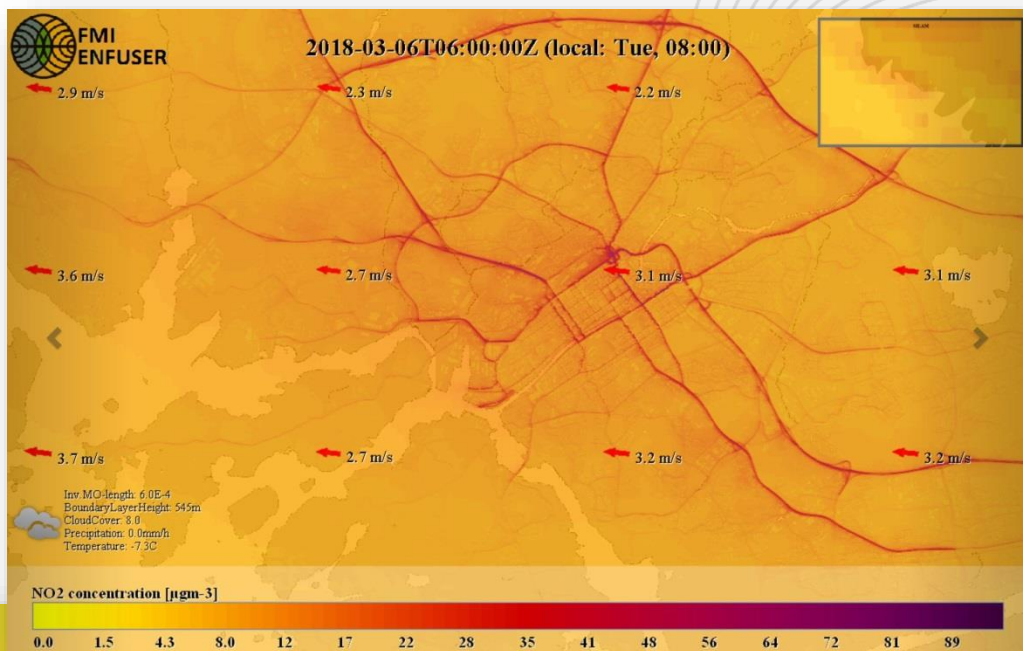 FMI
ENFUSER
2018-03-06T06:00:00Z (local: Tue, 08:00)
2.9 m/s
2.3 m/s
2.2 m/s
3.6 m/s
2.7 m/s
3.1 m/s
3.1 m/s
3.7 m/s
2.7 m/s
3.2 m/s
3.2 m/s
Inv.MO-length: 6.0E-4
BoundaryLayerHeight: 545m
CloudCover: 8.0
Precipitation: 0.0mm/h
Temperature: -7.3C
NO2 concentration [µgm-3]
0.0 1.5 4.3 8.0 12 17 22 28 35 41 48 56 64 72 81 89